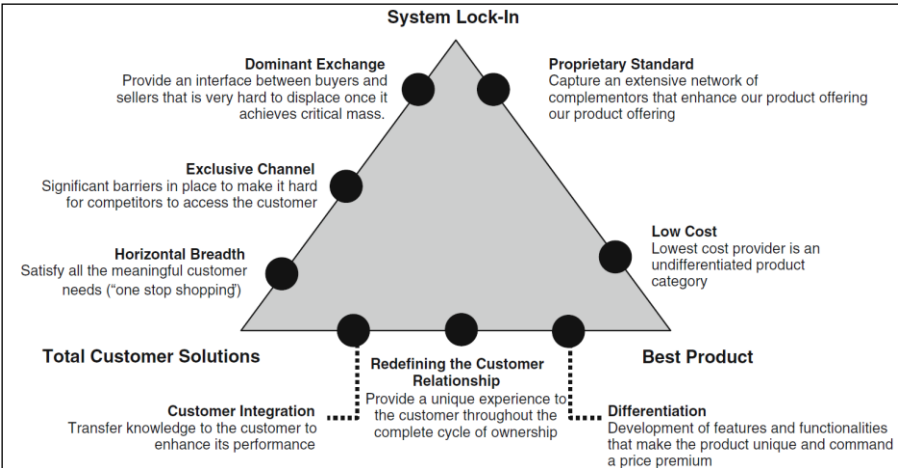 System Lock-In
Dominant Exchange
Provide an interface between buyers and
sellers that is very hard to displace once it
achieves critical mass.
Proprietary Standard
Capture an extensive network of
complementors that enhance our product offering
our product offering
Exclusive Channel
Significant barriers in place to make it hard
for competitors to access the customer
Horizontal Breadth
Satisfy all the meaningful customer
needs (“one stop shopping’)
Low Cost
Lowest cost provider is an
undifferentiated product
category
Total Customer Solutions
Best Product
Redefining the Customer
Relationship
Provide a unique experience to
the customer throughout the
complete cycle of ownership
Customer Integration
Transfer knowledge to the customer to
enhance its performance
Differentiation
Development of features and functionalities
that make the product unique and command
a price premium